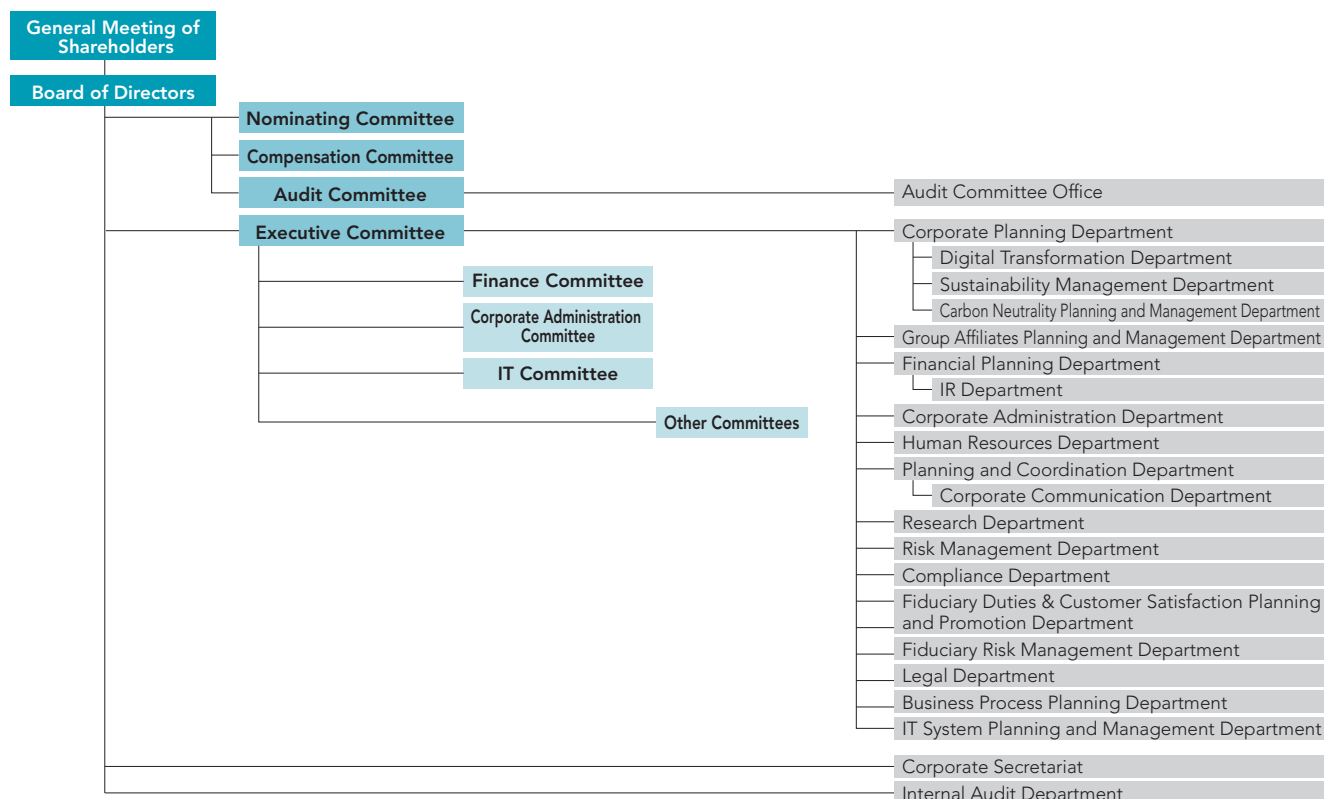 General Meeting of
Shareholders
Board of Directors
Nominating Committee
Compensation Committee
Audit Committee
Audit Committee Office
Executive Committee
Corporate Planning Department
Digital Transformation Department
Finance Committee
Sustainability Management Department
Corporate Administration
Committee
Carbon Neutrality Planning and Management Department
Group Affiliates Planning and Management Department
IT Committee
Financial Planning Department
IR Department
Other Committees
Corporate Administration Department
Human Resources Department
Planning and Coordination Department
Corporate Communication Department
Research Department
Risk Management Department
Compliance Department
Fiduciary Duties & Customer Satisfaction Planning
and Promotion Department
Fiduciary Risk Management Department
Legal Department
Business Process Planning Department
IT System Planning and Management Department
Corporate Secretariat
Internal Audit Department